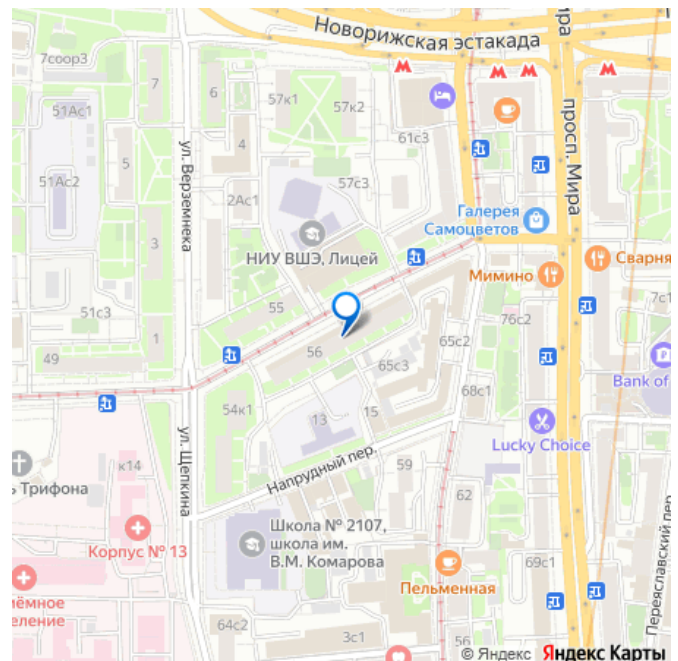 Новорижская эстакада
ира
7соор3
51Ас1
7
6
57к1
57к2
61с3
5
4
51Ас2
ул. Верземнека
2Ас1
57с3
просп. Мира
Галерея
Самоцветов
НИУ ВШЭ, Лицей
3
Сварня
Мимино
7с1
51с3
55
76с2
1
65с2
49
56
65с3
Bank of
68с1
54к1
13
15
Lucky Choice
ул. Щепкина
Напрудный пер.
ь Трифона
к14
59
62
Корпус № 13
Школа № 2107,
школа им.
В.М. Комарова
69с1
Переяславский пер.
Пельменная
иёмное
еление
64с2
3с1
© Яндекс Яндекс Карты